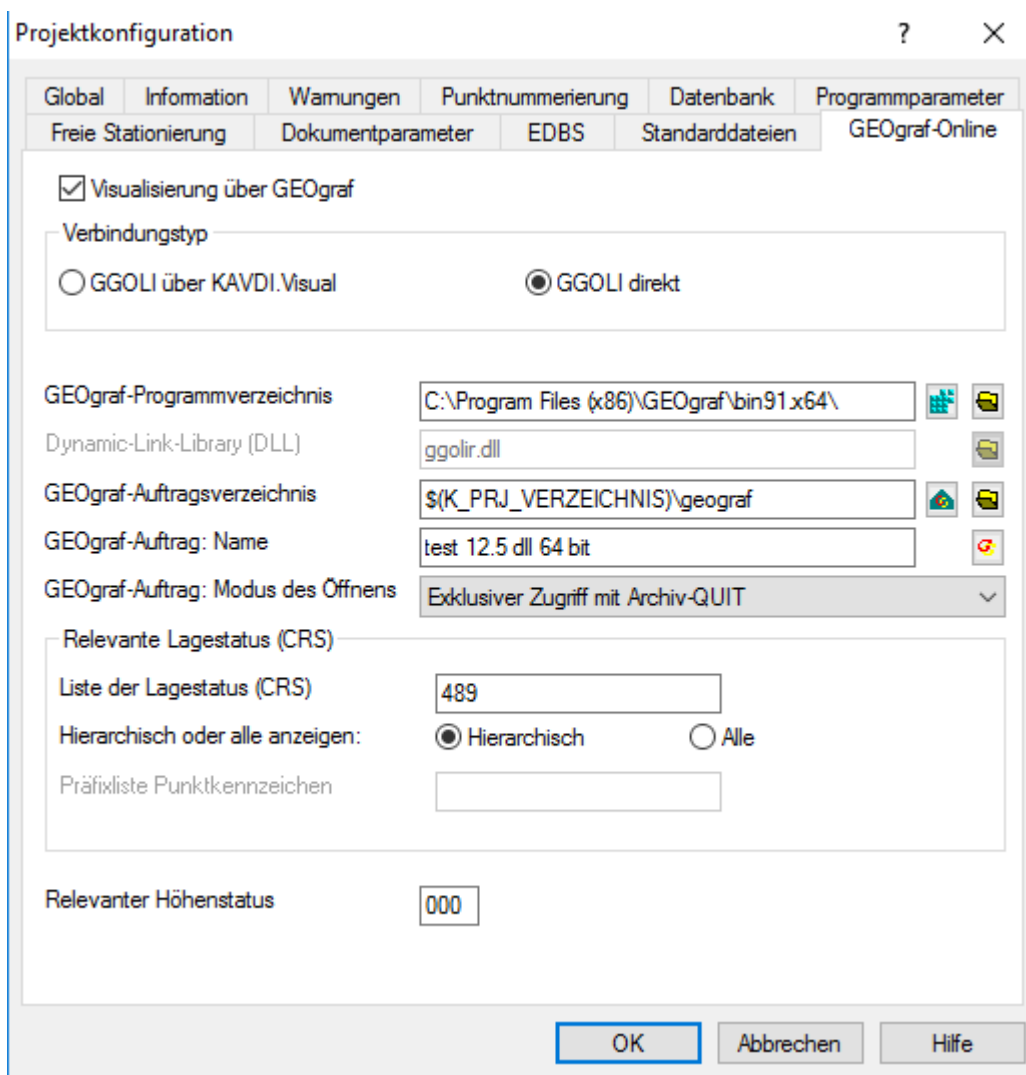 Projektkonfiguration
Global Information Warnungen Punktnummerierung Datenbank Programmparameter
Freie Stationierung Dokumentparameter EDBS Standarddateien GEOgraf-Online
Visualisierung über GEOgraf
Verbindungstyp
GGOLI über KAVDI.Visual GGOLI direkt
GEOgraf-Programmverzeichnis C:\Program Files (x86)\GEOgraf\bin91.x64\
Dynamic-Link-Library (DLL) ggolir.dll
GEOgraf-Auftragsverzeichnis $(K_PRJ_VERZEICHNIS)\geograf
GEOgraf-Auftrag: Name test 12.5 dll 64 bit
GEOgraf-Auftrag: Modus des Öffnens Exklusiver Zugriff mit Archiv-QUIT
Relevante Lagestatus (CRS)
Liste der Lagestatus (CRS) 489
Hierarchisch oder alle anzeigen: Hierarchisch Alle
Präfixliste Punktkennzeichen
Relevanter Höhenstatus 000
OK Abbrechen Hilfe